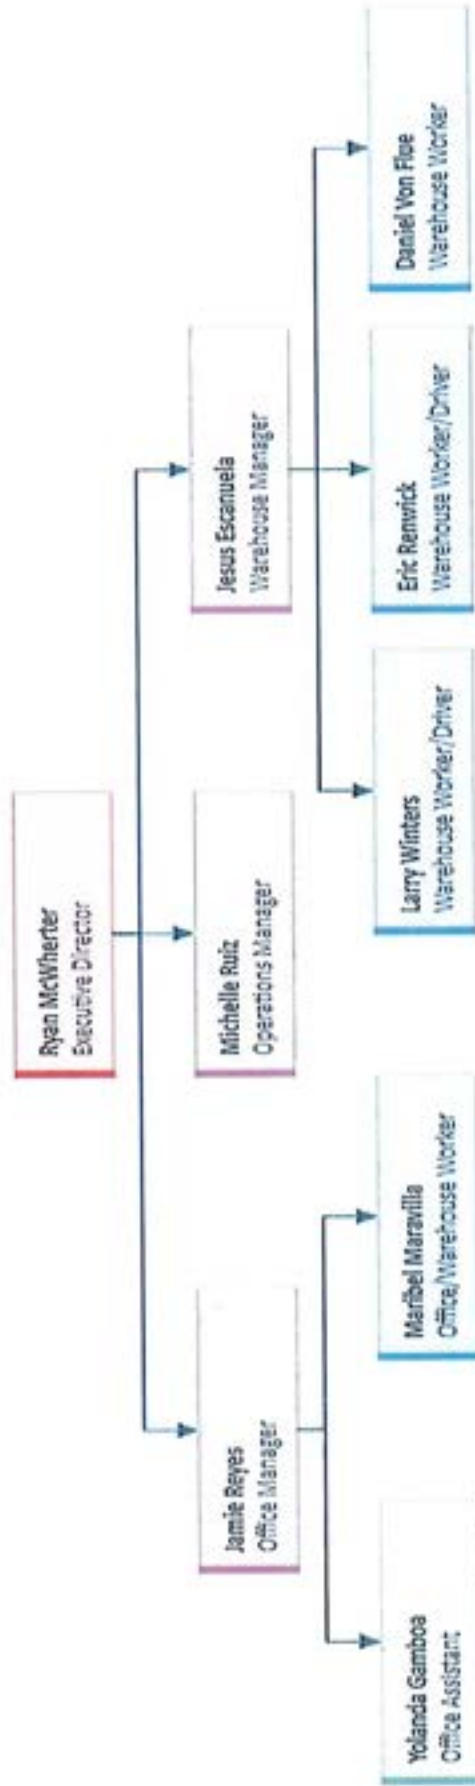 Ryan McWherter
Executive Director
Jamie Reyes
Office Manager
Michelle Ruiz
Operations Manager
Jesus Escanuela
Warehouse Manager
Yolanda Gamboa
Office Assistant
Maribel Maravilla
Office/Warehouse Worker
Larry Winters
Warehouse Worker/Driver
Eric Renwick
Warehouse Worker/Driver
Daniel Von Flue
Warehouse Worker